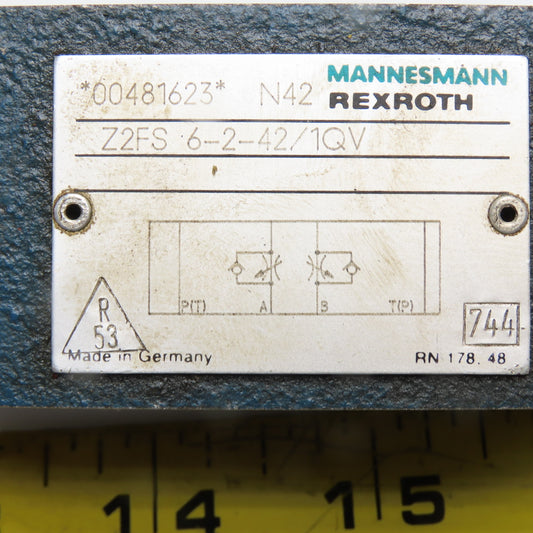 *00481623* N42 MANNESMANN
REXROTH
Z2FS 6-2-42/1QV
P(T) A B T(P)
R
53
744
Made in Germany RN 178.48
14 15 16